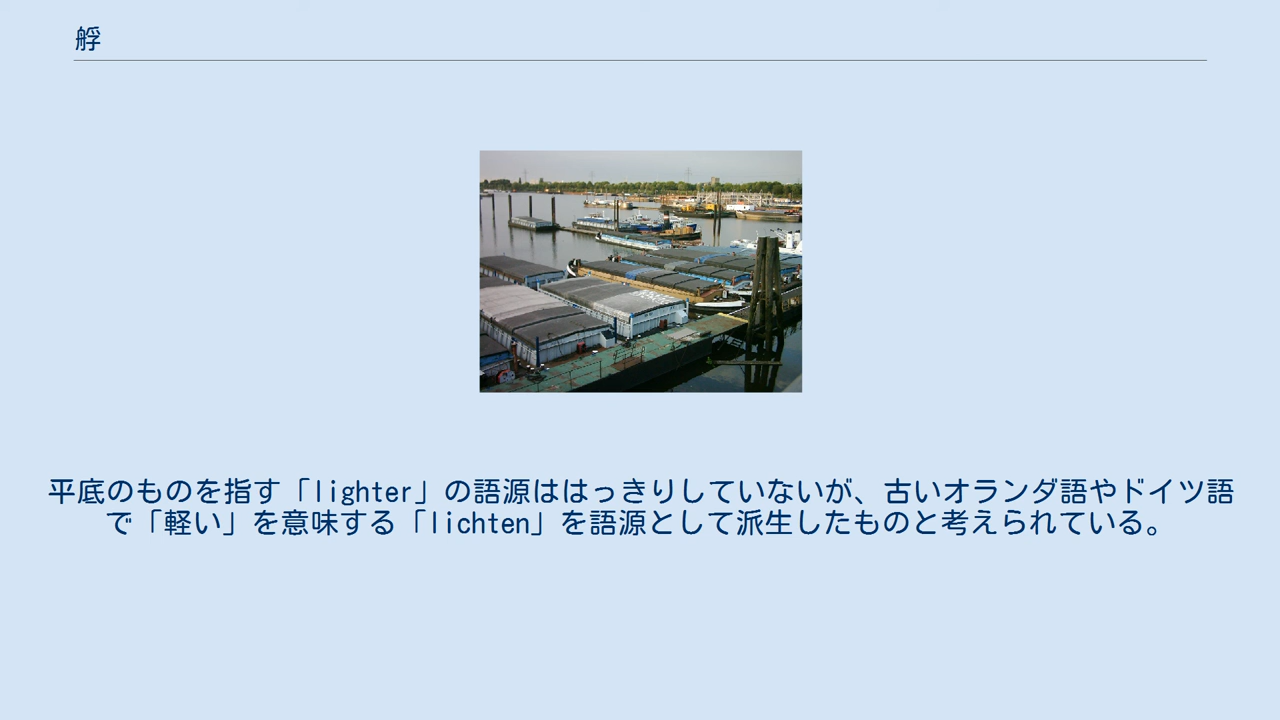 艀
平底のものを指す「lighter」の語源ははっきりしていないが、古いオランダ語やドイツ語
で「軽い」を意味する「lichten」を語源として派生したものと考えられている。